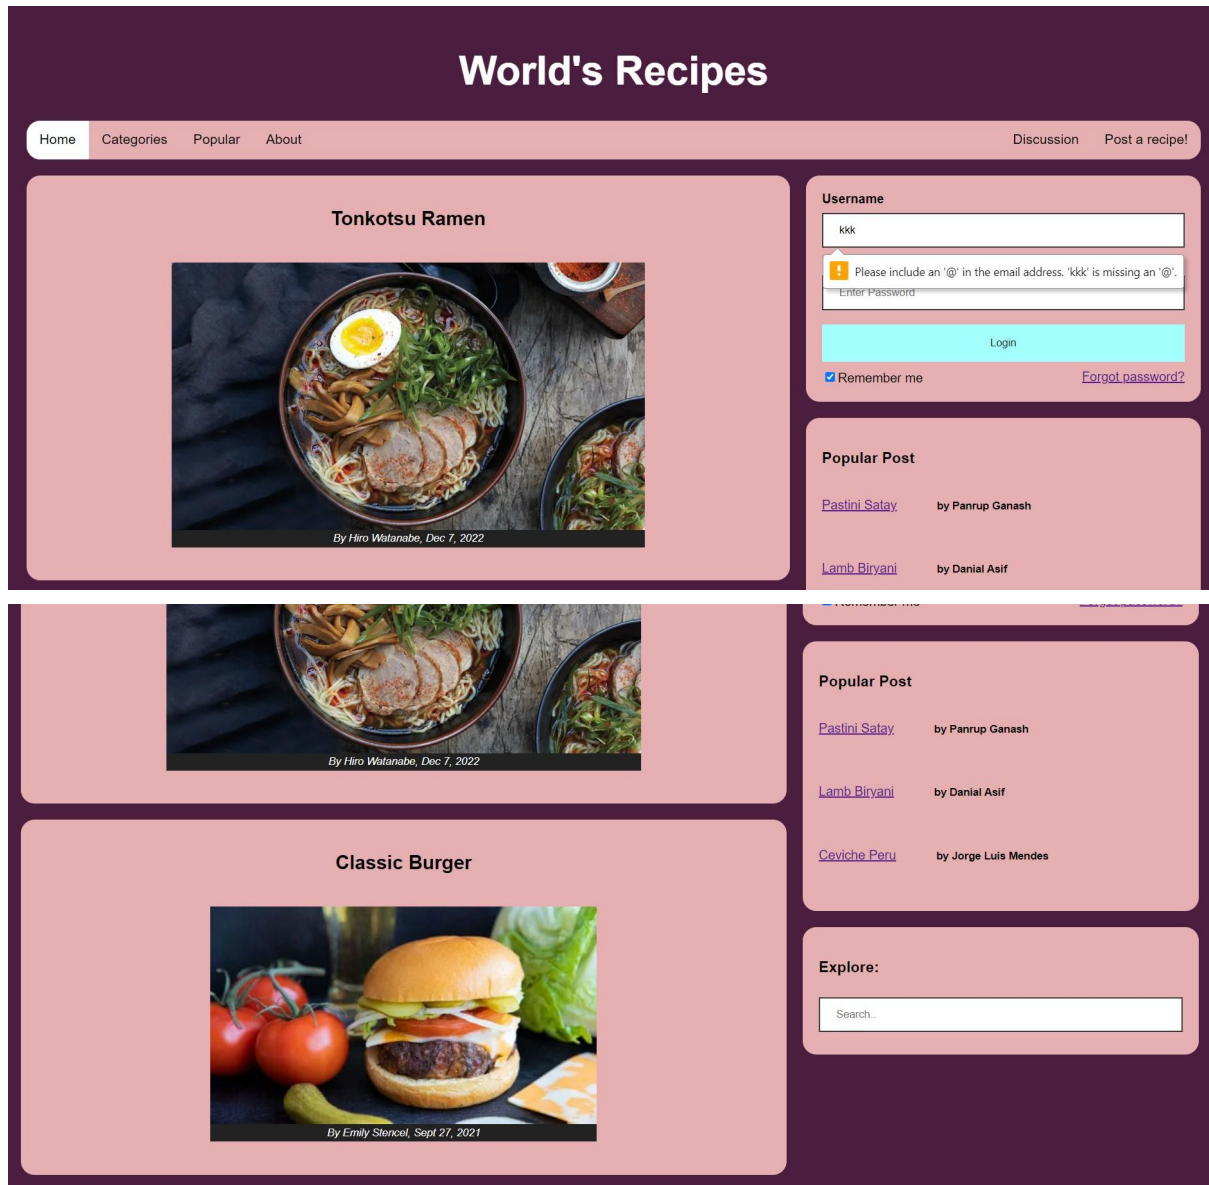 World's Recipes
Home Categories Popular About Discussion Post a recipe!
Tonkotsu Ramen
By Hiro Watanabe, Dec 7, 2022
Username
kkk
Please include an '@' in the email address. 'kkk' is missing an '@'.
Enter Password
Login
Remember me Forgot password?
Popular Post
Pastini Satay by Panrup Ganash
Lamb Biryani by Danial Asif
By Hiro Watanabe, Dec 7, 2022
Classic Burger
By Emily Stencel, Sept 27, 2021
Popular Post
Pastini Satay by Panrup Ganash
Lamb Biryani by Danial Asif
Ceviche Peru by Jorge Luis Mendes
Explore:
Search..